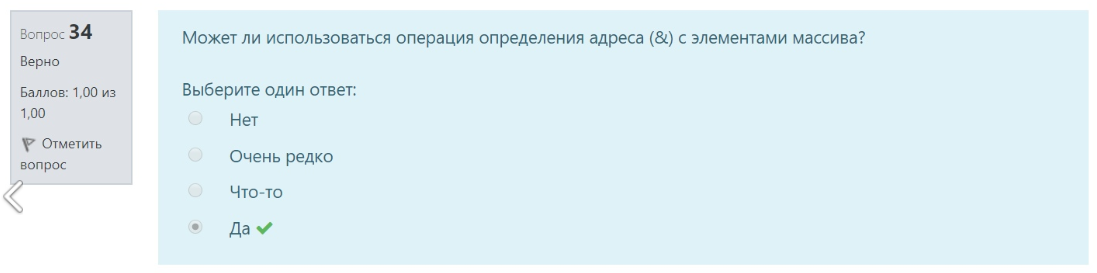 Вопрос 34
Верно
Баллов: 1,00 из
1,00
Отметить
вопрос
Может ли использоваться операция определения адреса (&) с элементами массива?
Выберите один ответ:
Нет
Очень редко
Что-то
Да